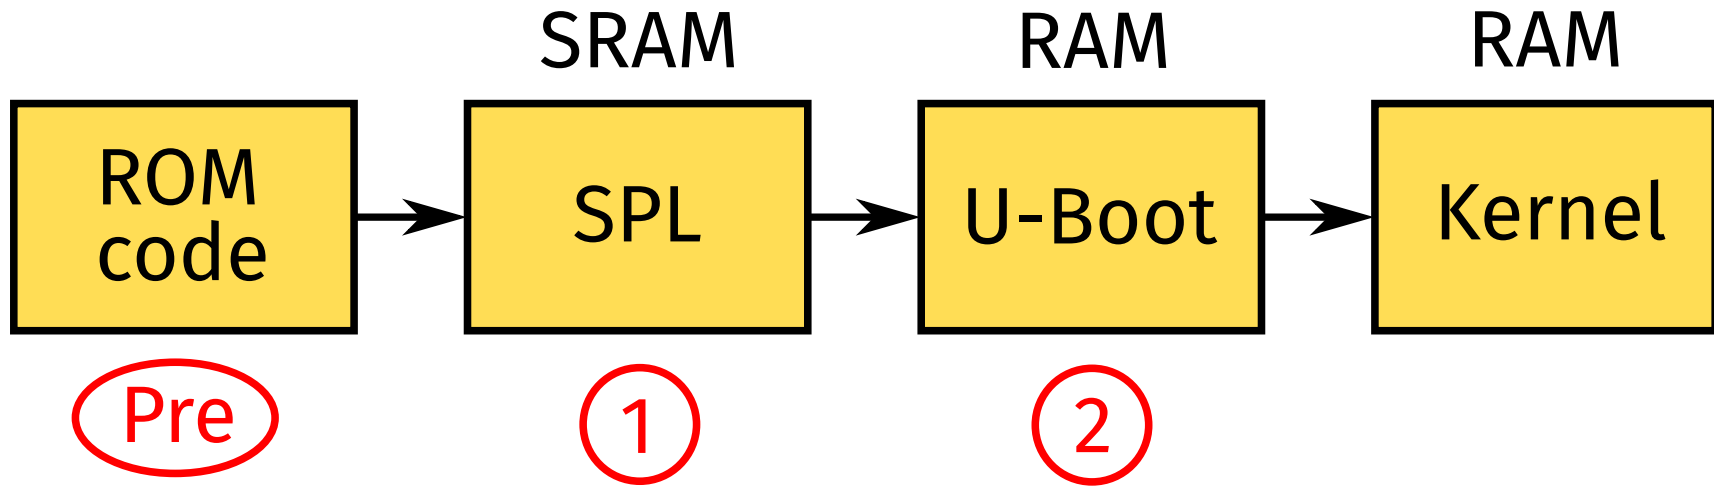 SRAM
RAM
RAM
ROM
code
SPL
U-Boot
Kernel
Pre
1
2